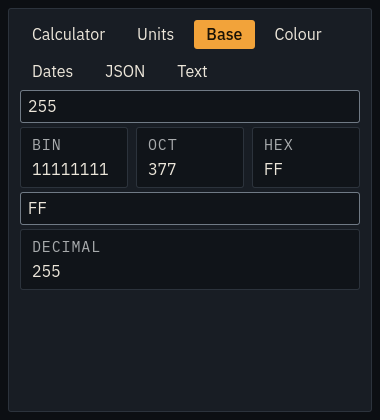 Calculator Units Base Colour
Dates JSON Text
255
BIN OCT HEX
11111111 377 FF
FF
DECIMAL
255